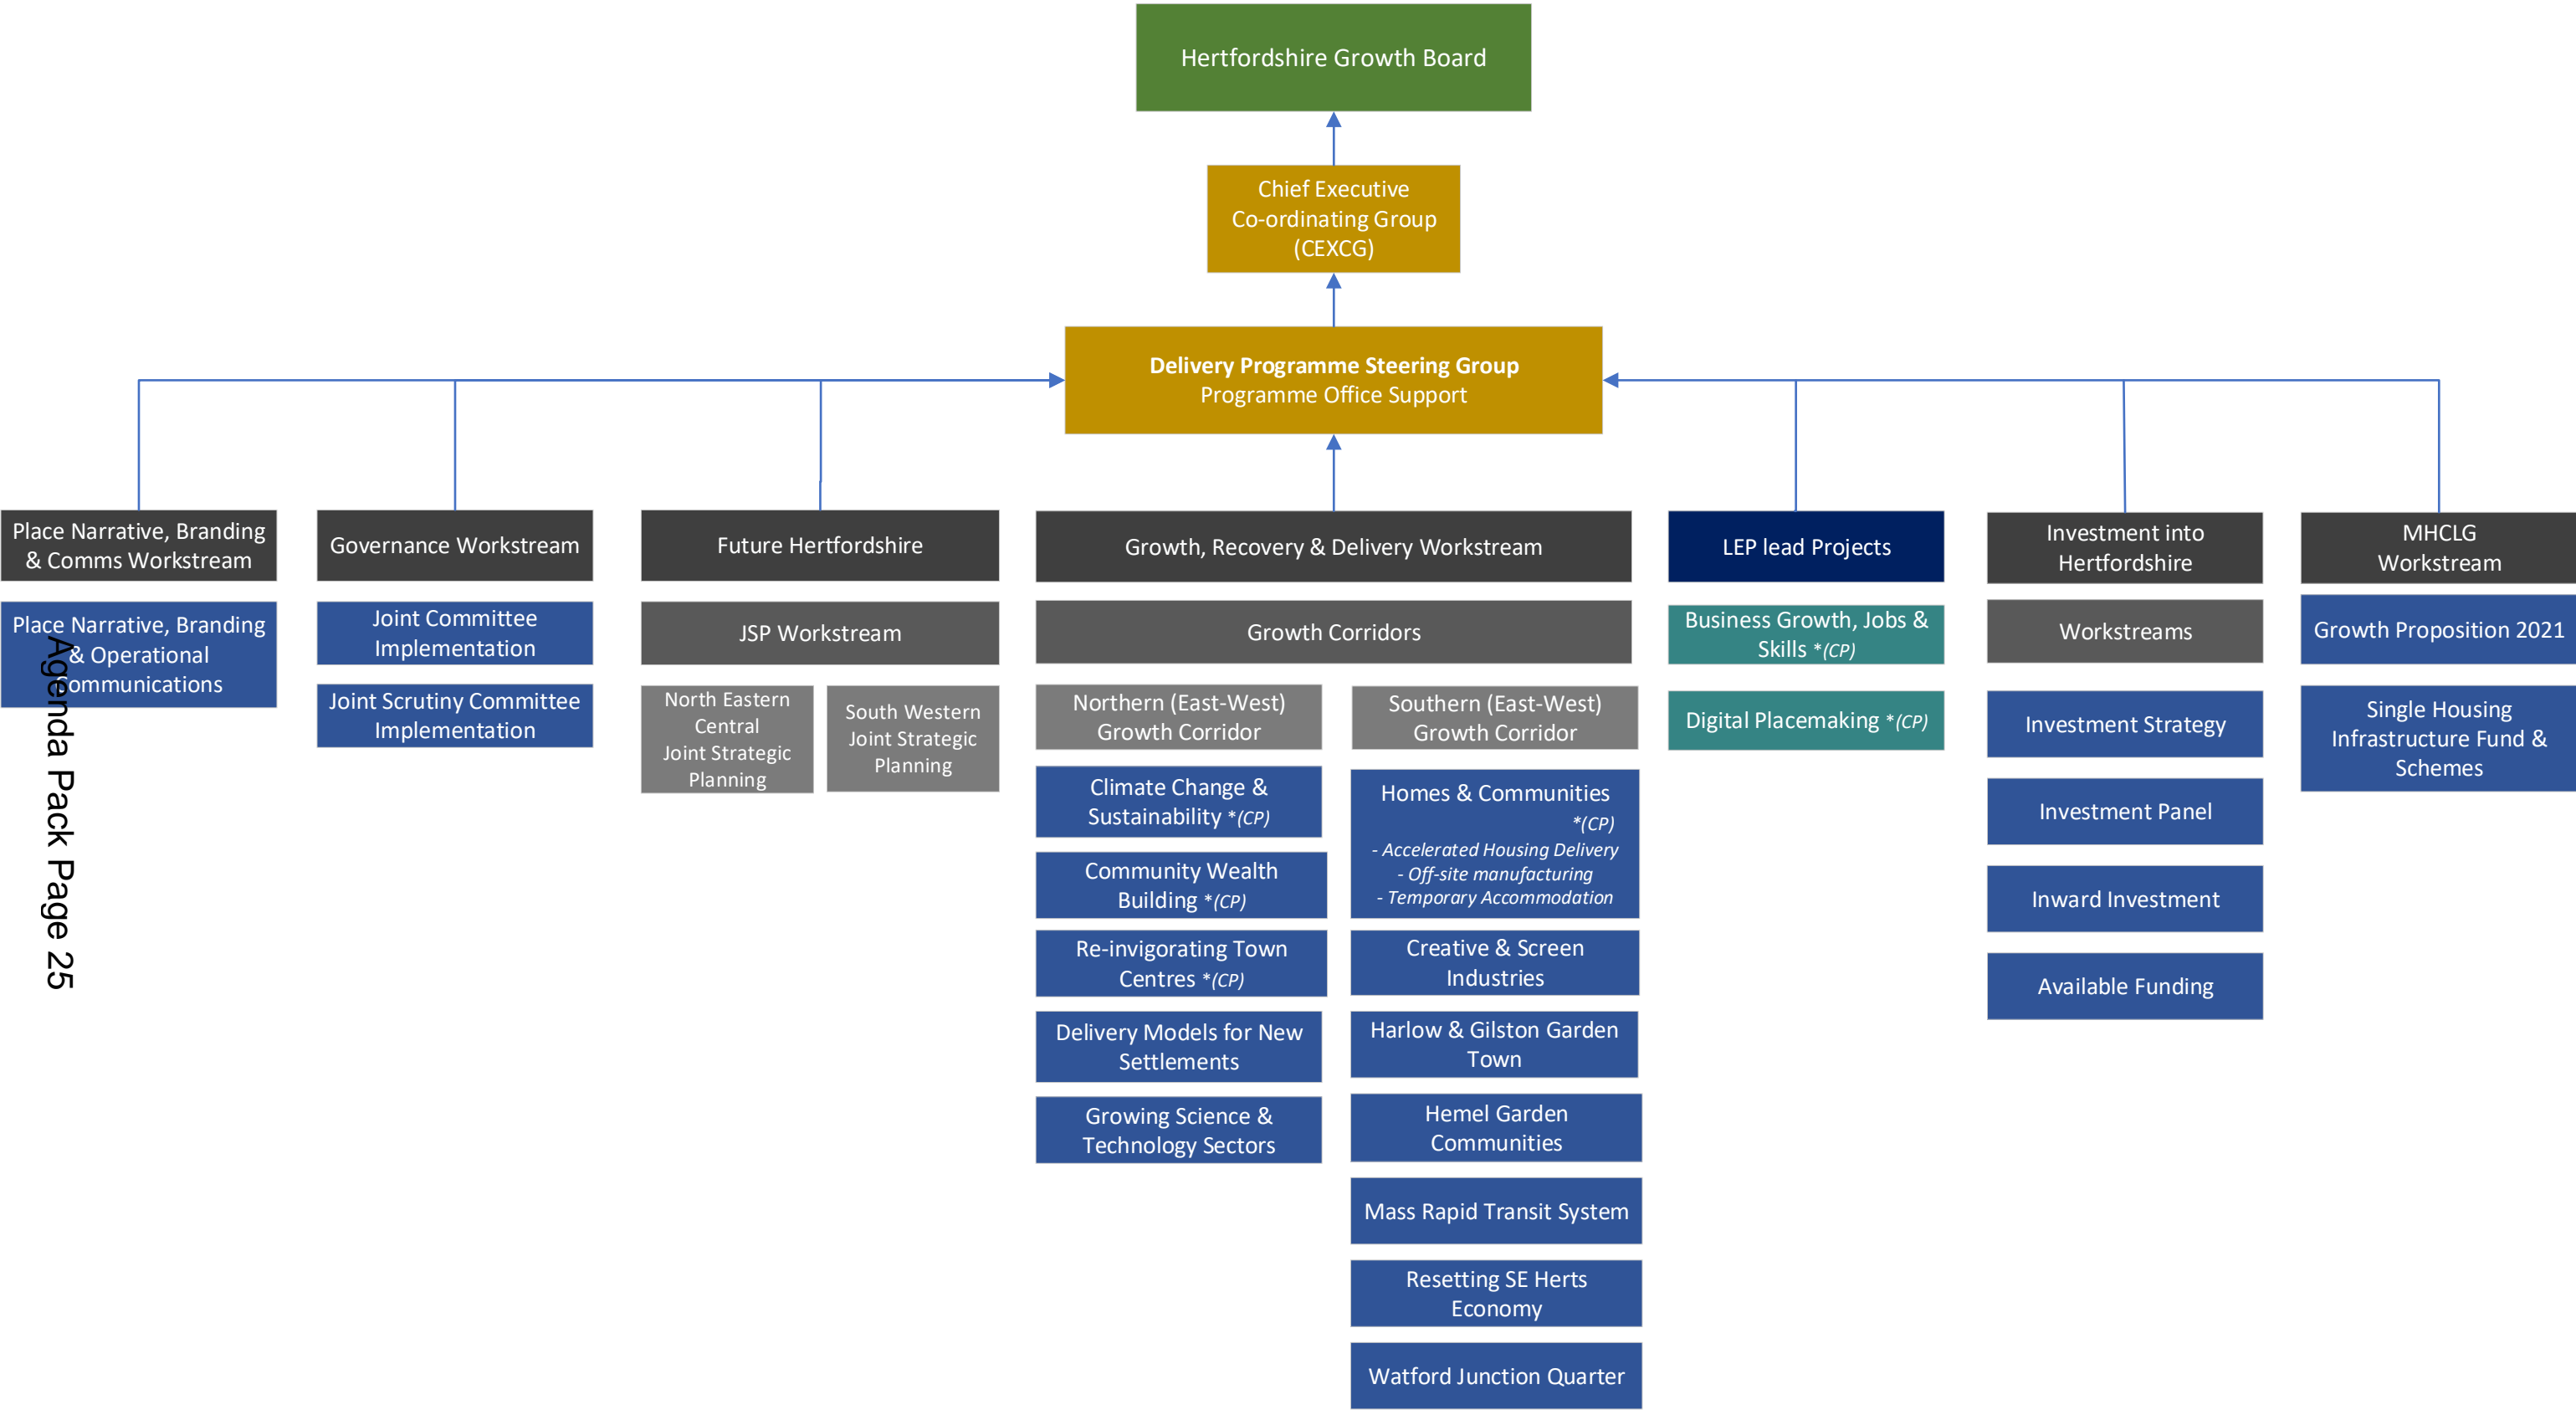 Hertfordshire Growth Board
Chief Executive
Co-ordinating Group
(CEXCG)
Delivery Programme Steering Group
Programme Office Support
Place Narrative, Branding
& Comms Workstream
Place Narrative, Branding
& Operational
Communications
Governance Workstream
Joint Committee
Implementation
Joint Scrutiny Committee
Implementation
Future Hertfordshire
JSP Workstream
North Eastern
Central
Joint Strategic
Planning
South Western
Joint Strategic
Planning
Growth, Recovery & Delivery Workstream
Growth Corridors
Northern (East-West)
Growth Corridor
Climate Change &
Sustainability *(CP)
Community Wealth
Building *(CP)
Re-invigorating Town
Centres *(CP)
Delivery Models for New
Settlements
Growing Science &
Technology Sectors
Southern (East-West)
Growth Corridor
Homes & Communities
*(CP)
- Accelerated Housing Delivery
- Off-site manufacturing
- Temporary Accommodation
Creative & Screen
Industries
Harlow & Gilston Garden
Town
Hemel Garden
Communities
Mass Rapid Transit System
Resetting SE Herts
Economy
Watford Junction Quarter
LEP lead Projects
Business Growth, Jobs &
Skills *(CP)
Digital Placemaking *(CP)
Investment into
Hertfordshire
Workstreams
Investment Strategy
Investment Panel
Inward Investment
Available Funding
MHCLG
Workstream
Growth Proposition 2021
Single Housing
Infrastructure Fund &
Schemes
Agenda Pack Page 25